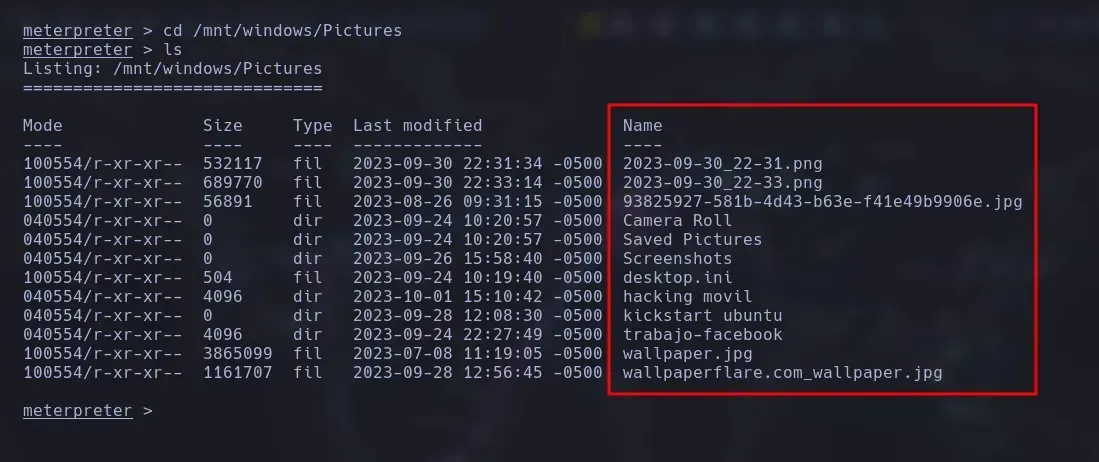 meterpreter > cd /mnt/windows/Pictures
meterpreter > ls
Listing: /mnt/windows/Pictures
==============================
Mode Size Type Last modified Name
---- ---- ---- ------------- ----
100554/r-xr-xr-- 532117 fil 2023-09-30 22:31:34 -0500 2023-09-30_22-31.png
100554/r-xr-xr-- 689770 fil 2023-09-30 22:33:14 -0500 2023-09-30_22-33.png
100554/r-xr-xr-- 56891 fil 2023-08-26 09:31:15 -0500 93825927-581b-4d43-b63e-f41e49b9906e.jpg
040554/r-xr-xr-- 0 dir 2023-09-24 10:20:57 -0500 Camera Roll
040554/r-xr-xr-- 0 dir 2023-09-24 10:20:57 -0500 Saved Pictures
040554/r-xr-xr-- 0 dir 2023-09-26 15:58:40 -0500 Screenshots
100554/r-xr-xr-- 504 fil 2023-09-24 10:19:40 -0500 desktop.ini
040554/r-xr-xr-- 4096 dir 2023-10-01 15:10:42 -0500 hacking movil
040554/r-xr-xr-- 0 dir 2023-09-28 12:08:30 -0500 kickstart ubuntu
040554/r-xr-xr-- 4096 dir 2023-09-24 22:27:49 -0500 trabajo-facebook
100554/r-xr-xr-- 3865099 fil 2023-07-08 11:19:05 -0500 wallpaper.jpg
100554/r-xr-xr-- 1161707 fil 2023-09-28 12:56:45 -0500 wallpaperflare.com_wallpaper.jpg
meterpreter >